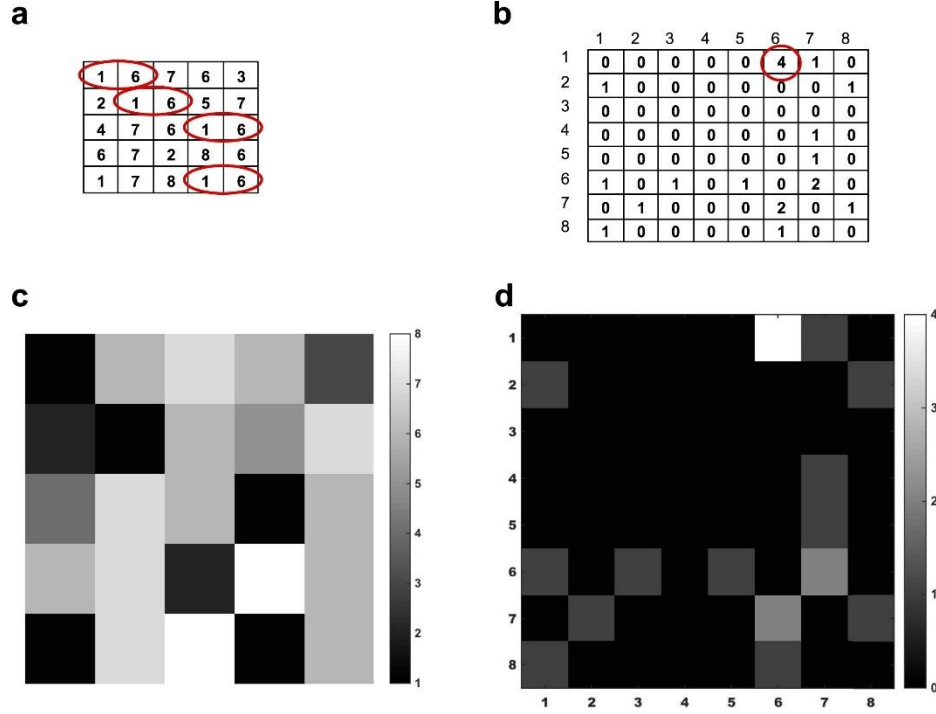 a
1 6 7 6 3
2 1 6 5 7
4 7 6 1 6
6 7 2 8 6
1 7 8 1 6
b
1 2 3 4 5 6 7 8
1 0 0 0 0 0 4 1 0
2 1 0 0 0 0 0 0 1
3 0 0 0 0 0 0 0 0
4 0 0 0 0 0 0 1 0
5 0 0 0 0 0 0 1 0
6 1 0 1 0 1 0 2 0
7 0 1 0 0 0 2 0 1
8 1 0 0 0 0 1 0 0
c
8
7
6
5
4
3
2
1
d
1
2
3
4
5
6
7
8
1 2 3 4 5 6 7 8
4
3
2
1
0